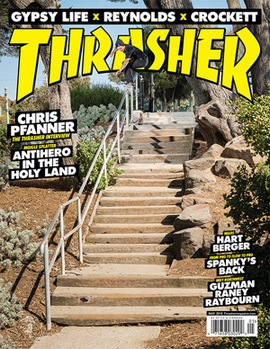 GYPSY LIFE x REYNOLDS x CROCKETT
THRASHER
CHRIS
PFANNER
THE THRASHER INTERVIEW
ANTIHERO
IN THE
HOLY LAND
HART
BERGER
SPANKY'S
BACK
GUZMAN
RANEY
RAYBOURN